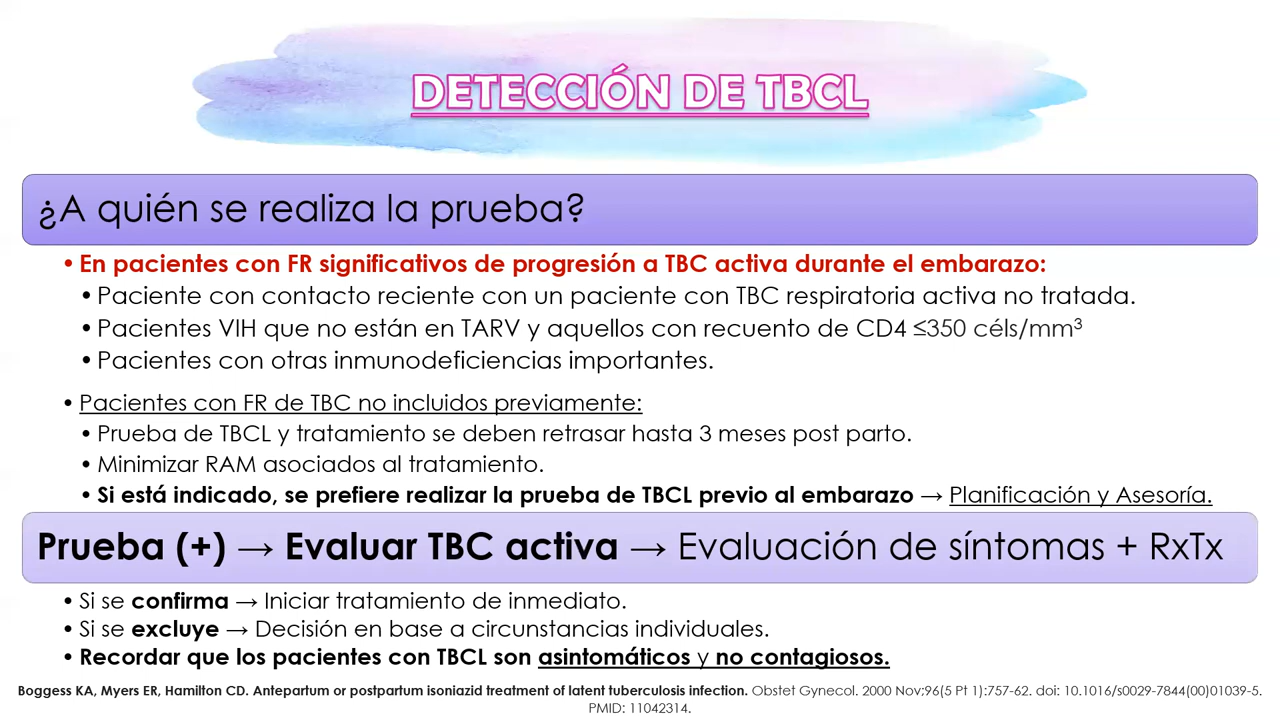 DETECCIÓN DE TBCL
¿A quién se realiza la prueba?
• En pacientes con FR significativos de progresión a TBC activa durante el embarazo:
• Paciente con contacto reciente con un paciente con TBC respiratoria activa no tratada.
• Pacientes VIH que no están en TARV y aquellos con recuento de CD4 ≤350 céls/mm³
• Pacientes con otras inmunodeficiencias importantes.
• Pacientes con FR de TBC no incluidos previamente:
• Prueba de TBCL y tratamiento se deben retrasar hasta 3 meses post parto.
• Minimizar RAM asociados al tratamiento.
• Si está indicado, se prefiere realizar la prueba de TBCL previo al embarazo → Planificación y Asesoría.
Prueba (+) → Evaluar TBC activa → Evaluación de síntomas + RxTx
• Si se confirma → Iniciar tratamiento de inmediato.
• Si se excluye → Decisión en base a circunstancias individuales.
• Recordar que los pacientes con TBCL son asintomáticos y no contagiosos.
Boggess KA, Myers ER, Hamilton CD. Antepartum or postpartum isoniazid treatment of latent tuberculosis infection. Obstet Gynecol. 2000 Nov;96(5 Pt 1):757-62. doi: 10.1016/s0029-7844(00)01039-5.
PMID: 11042314.